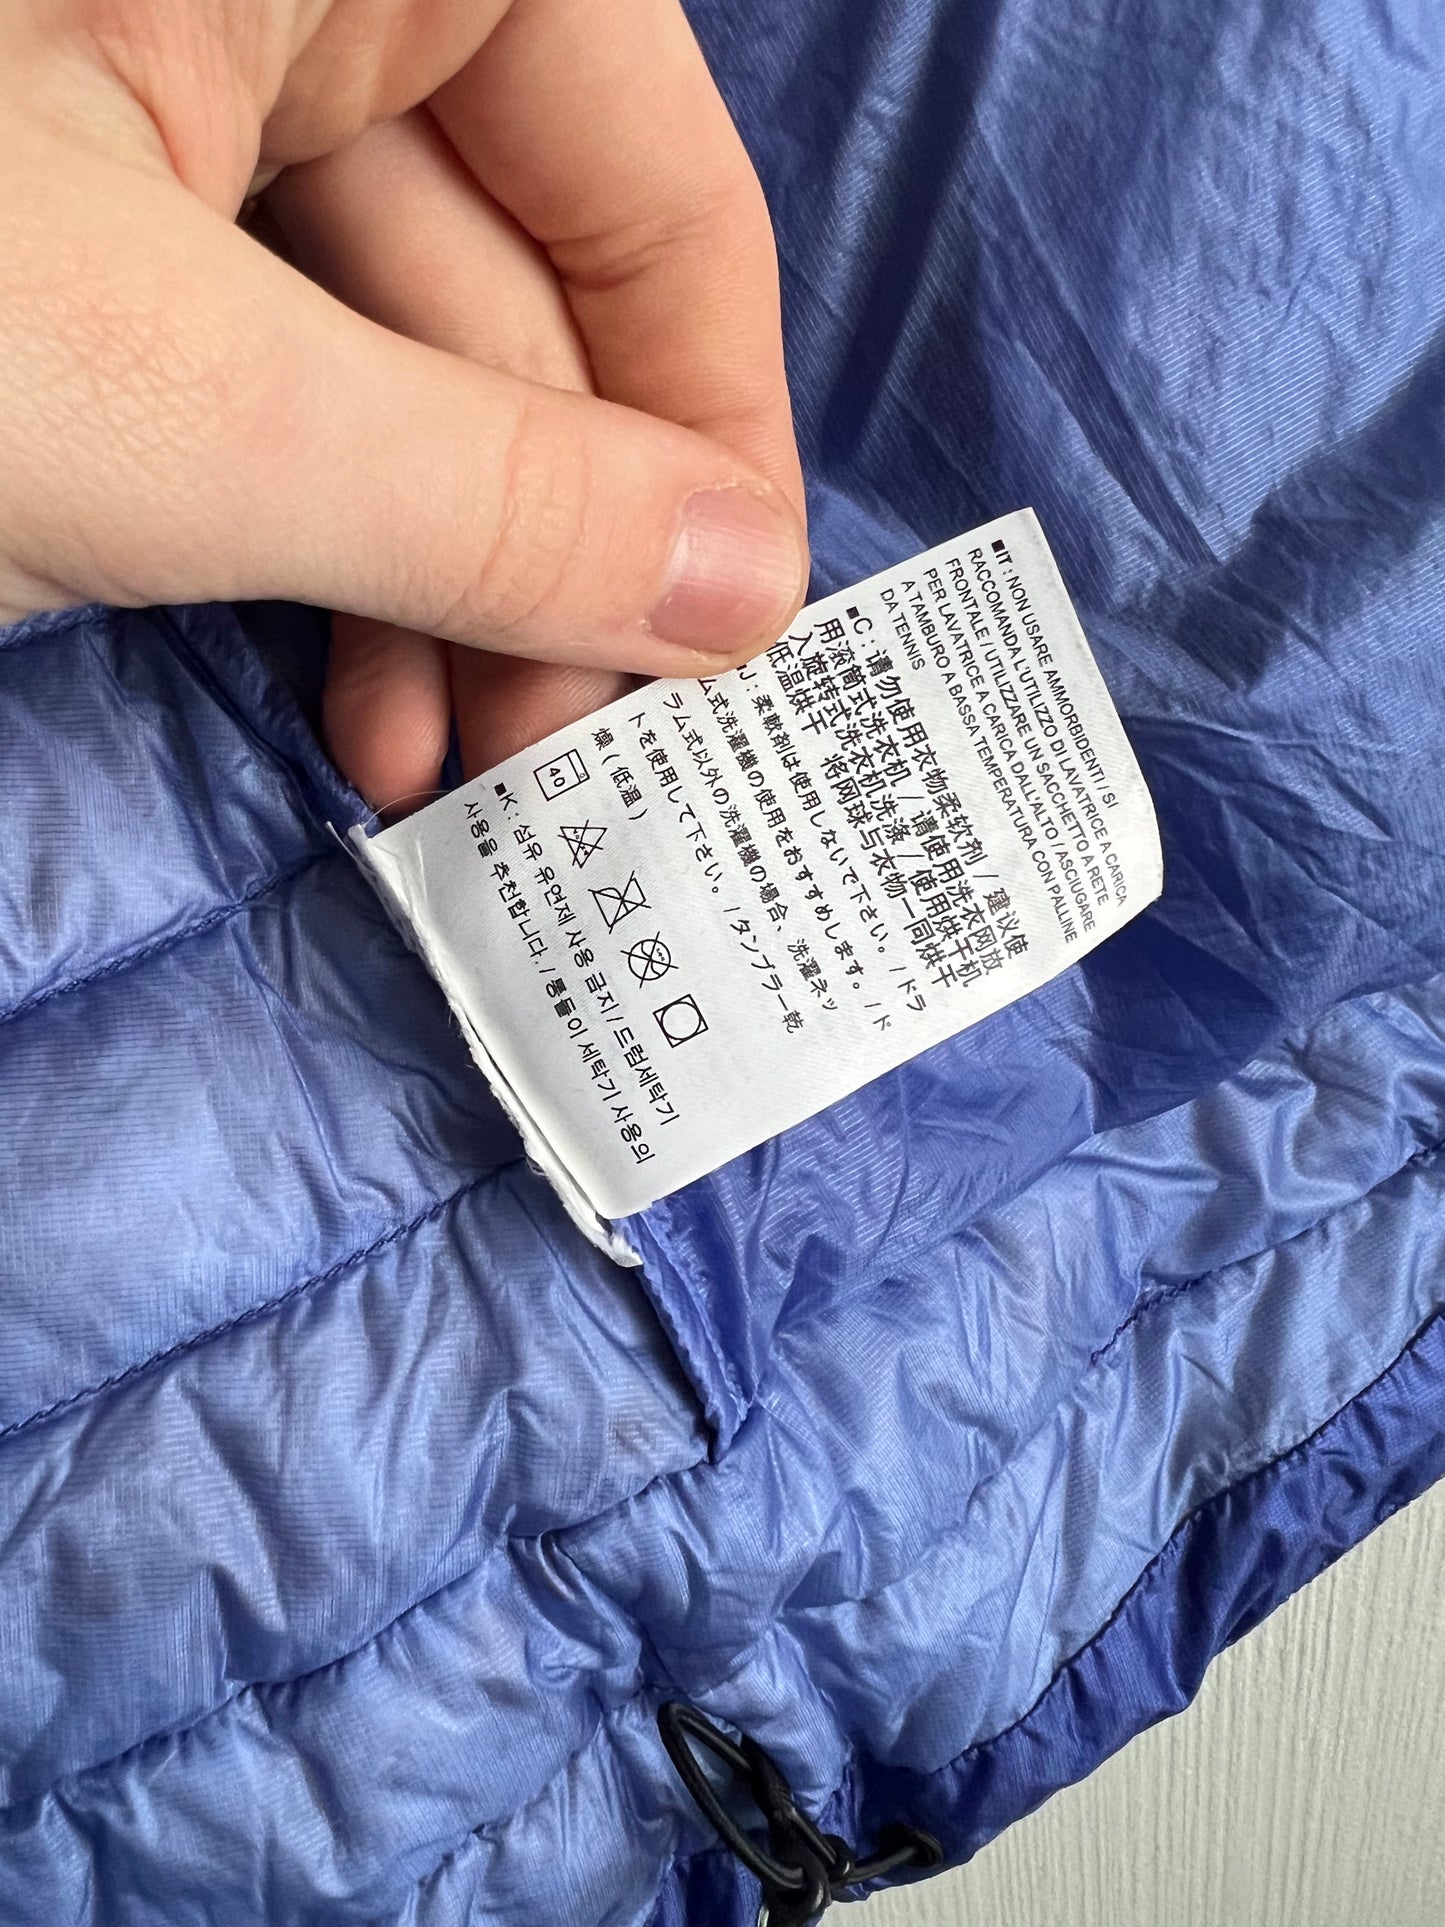 ■IT : NON USARE AMMORBIDENTI / SI
RACCOMANDA L'UTILIZZO DI LAVATRICE A CARICA
FRONTALE / UTILIZZARE UN SACCHETTO A RETE
PER LAVATRICE A CARICA DALL'ALTO / ASCIUGARE
A TAMBURO A BASSA TEMPERATURA CON PALLINE
DA TENNIS
■C : 请勿使用衣物柔软剂 / 建议使
用滚筒式洗衣机 / 请使用洗衣网放
入旋转式洗衣机洗涤 / 使用烘干机
低温烘干 将网球与衣物一同烘干
■J : 柔軟剤は使用しないで下さい。/ ドラ
ム式洗濯機の使用をおすすめします。/ ド
ラム式以外の洗濯機の場合、洗濯ネッ
トを使用して下さい。/ タンブラー乾
燥 ( 低温 )
40
■K : 섬유 유연제 사용 금지 / 드럼세탁기
사용을 추천합니다. / 통돌이 세탁기 사용의